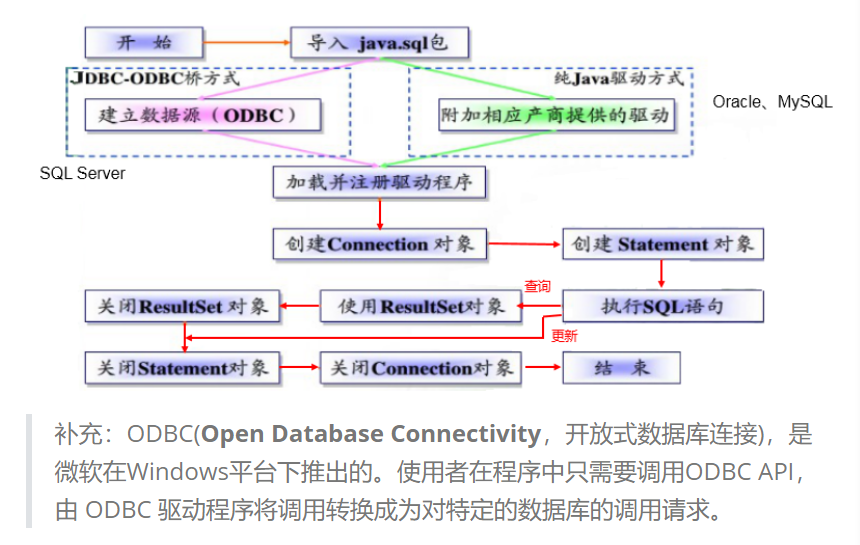 开 始
导入 java.sql包
JDBC-ODBC桥方式
纯Java驱动方式
建立数据源（ODBC）
附加相应产商提供的驱动
Oracle、MySQL
SQL Server
加载并注册驱动程序
创建Connection 对象
创建 Statement 对象
查询
关闭ResultSet 对象
使用ResultSet对象
执行SQL语句
更新
关闭Statement对象
关闭Connection对象
结 束
补充：ODBC(Open Database Connectivity，开放式数据库连接)，是
微软在Windows平台下推出的。使用者在程序中只需要调用ODBC API，
由 ODBC 驱动程序将调用转换成为对特定的数据库的调用请求。